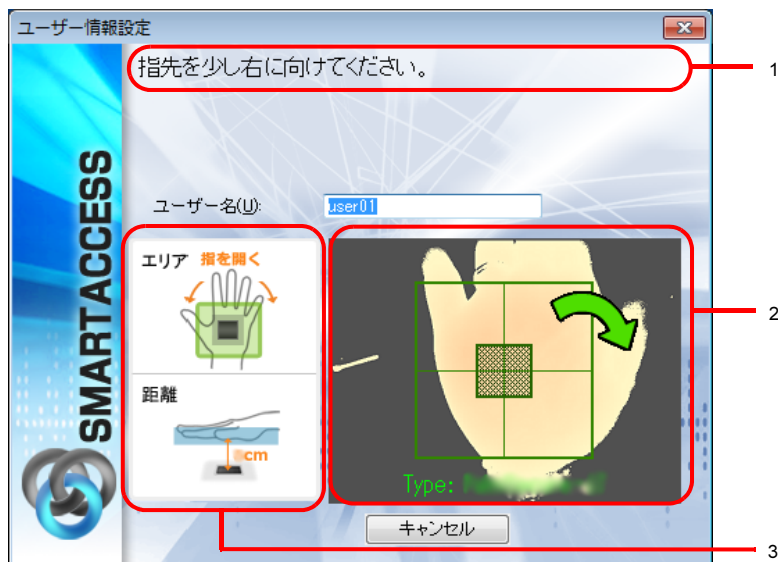 ユーザー情報設定
指先を少し右に向けてください。
1
ユーザー名(U):
user01
SMARTACCESS
エリア 指を開く
2
距離
cm
Type:
キャンセル
3